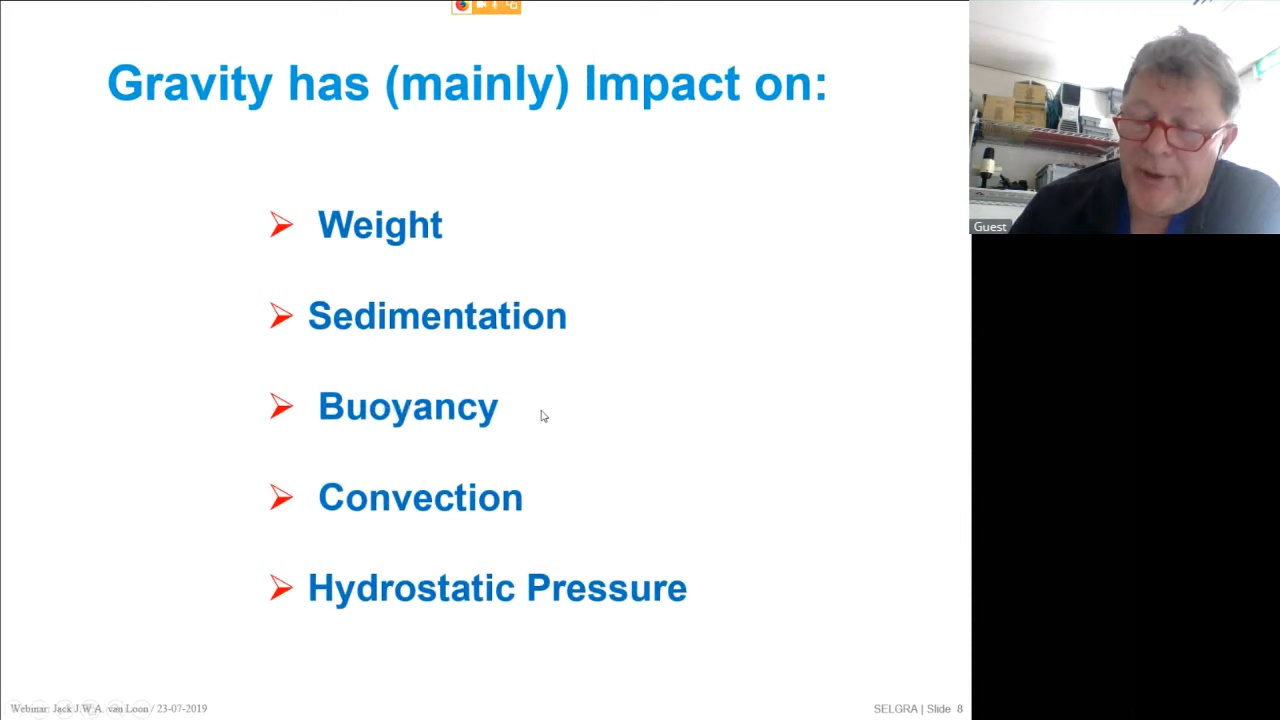 Gravity has (mainly) Impact on:
Weight
Sedimentation
Buoyancy
Convection
Hydrostatic Pressure
Guest
Webinar: Jack J.W.A. van Loon / 23-07-2019
SELGRA | Slide 8